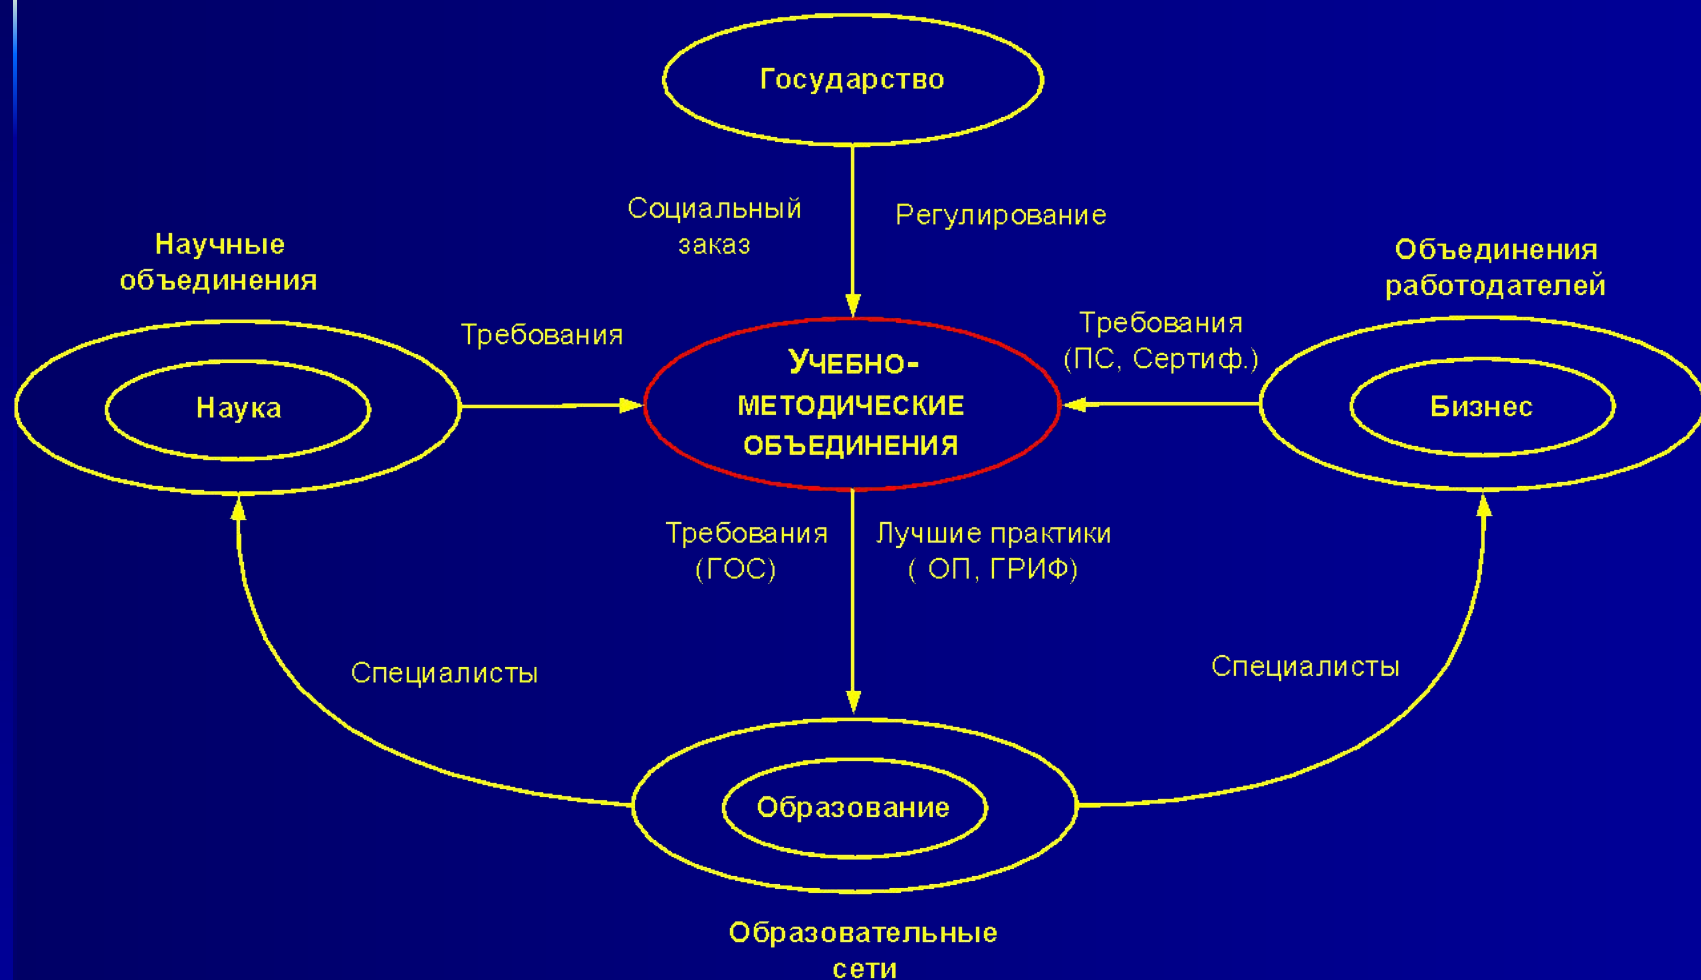 Государство
Социальный
заказ
Регулирование
Научные
объединения
Объединения
работодателей
Требования
Требования
(ПС, Сертиф.)
Наука
УЧЕБНО-
МЕТОДИЧЕСКИЕ
ОБЪЕДИНЕНИЯ
Бизнес
Требования
(ГОС)
Лучшие практики
( ОП, ГРИФ)
Специалисты
Специалисты
Образование
Образовательные
сети